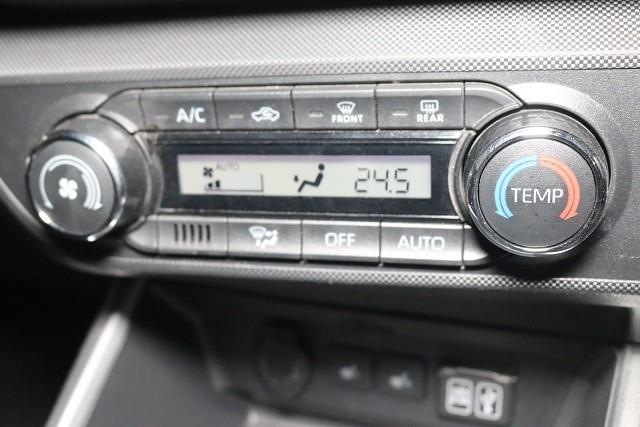 A/C
FRONT
REAR
AUTO
24.5
TEMP
OFF
AUTO